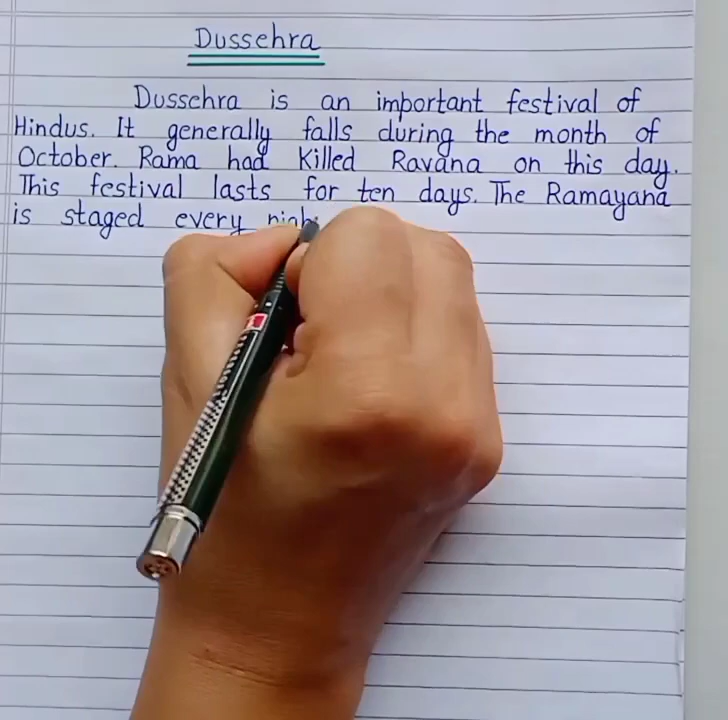 Dussehra
Dussehra is an important festival of
Hindus. It generally falls during the month of
October. Rama had Killed Ravana on this day.
This festival lasts for ten days. The Ramayana
is staged every